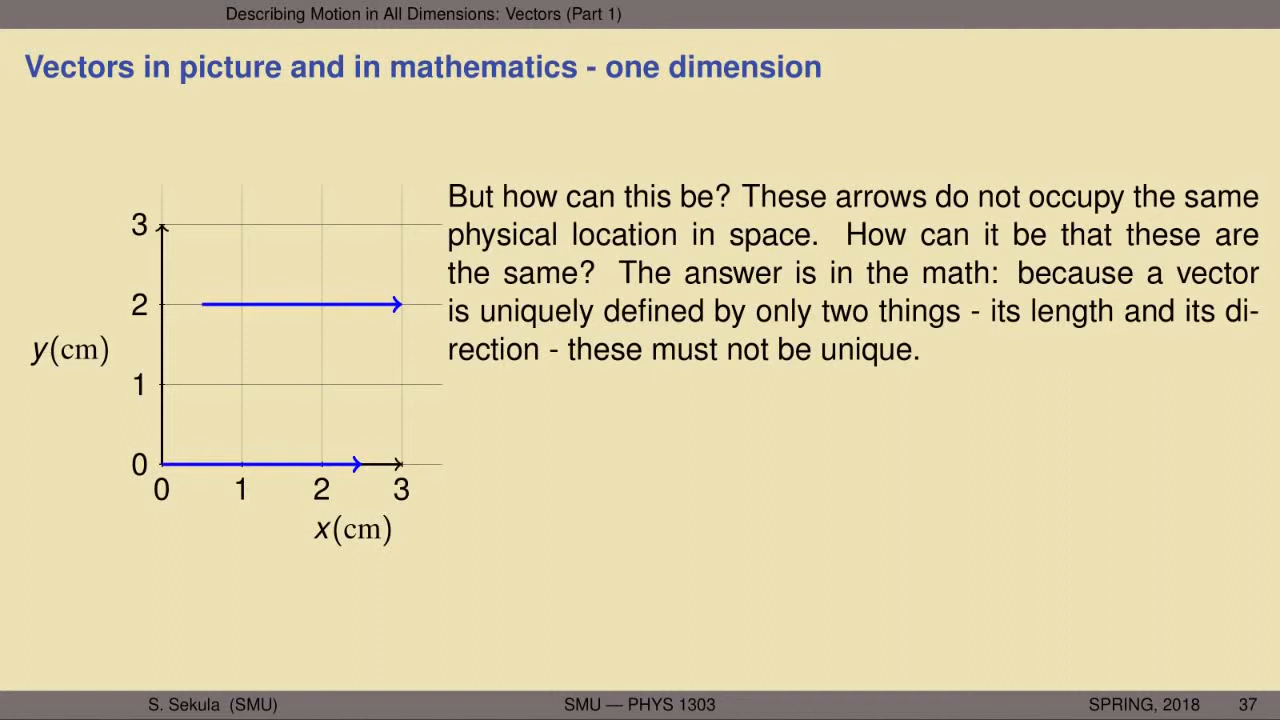 Describing Motion in All Dimensions: Vectors (Part 1)
Vectors in picture and in mathematics - one dimension
But how can this be? These arrows do not occupy the same
physical location in space. How can it be that these are
the same? The answer is in the math: because a vector
is uniquely defined by only two things - its length and its di-
rection - these must not be unique.
3
2
y(cm)
1
0
0 1 2 3
x(cm)
S. Sekula (SMU) SMU — PHYS 1303 SPRING, 2018 37